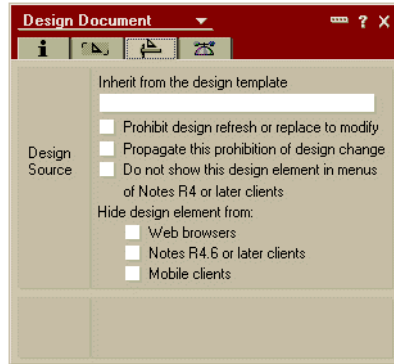 Design Document
? X
i
Inherit from the design template
Prohibit design refresh or replace to modify
Propagate this prohibition of design change
Design
Source
Do not show this design element in menus
of Notes R4 or later clients
Hide design element from:
Web browsers
Notes R4.6 or later clients
Mobile clients